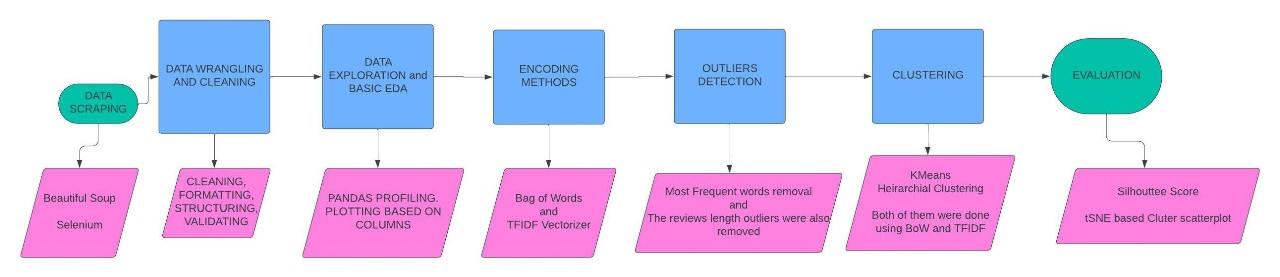 DATA
SCRAPING
DATA WRANGLING
AND CLEANING
DATA
EXPLORATION and
BASIC EDA
ENCODING
METHODS
OUTLIERS
DETECTION
CLUSTERING
EVALUATION
Beautiful Soup
Selenium
CLEANING,
FORMATTING,
STRUCTURING,
VALIDATING
PANDAS PROFILING.
PLOTTING BASED ON
COLUMNS
Bag of Words
and
TFIDF Vectorizer
Most Frequent words removal
and
The reviews length outliers were also
removed
KMeans
Heirarchial Clustering
Both of them were done
using BoW and TFIDF
Silhouttee Score
tSNE based Cluter scatterplot